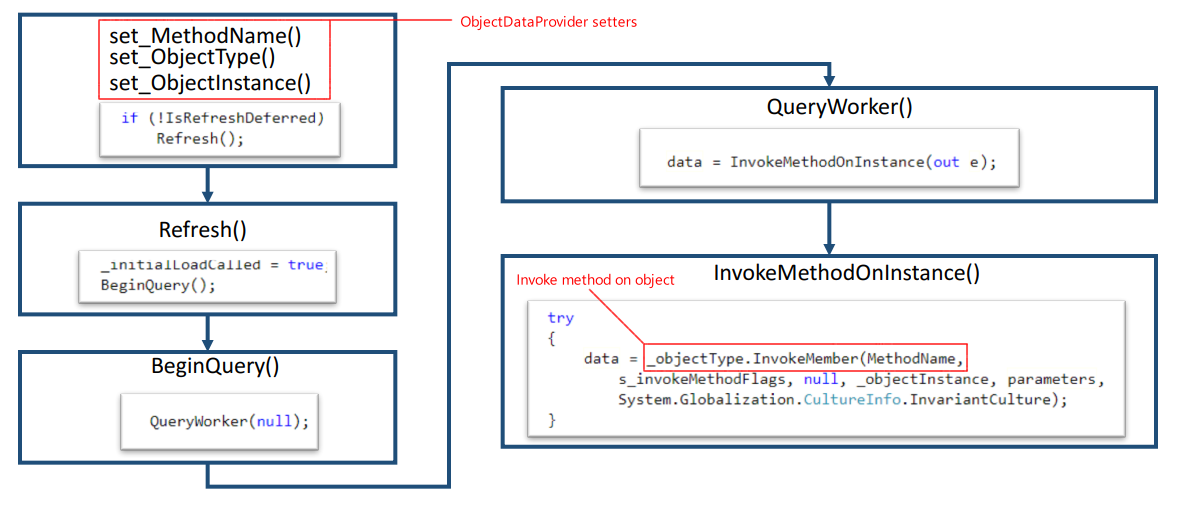 ObjectDataProvider setters
set_MethodName()
set_ObjectType()
set_ObjectInstance()
if (!IsRefreshDeferred)
Refresh();
Refresh()
_initialLoadCalled = true;
BeginQuery();
BeginQuery()
QueryWorker(null);
QueryWorker()
data = InvokeMethodOnInstance(out e);
InvokeMethodOnInstance()
Invoke method on object
try
{
data = _objectType.InvokeMember(MethodName,
s_invokeMethodFlags, null, _objectInstance, parameters,
System.Globalization.CultureInfo.InvariantCulture);
}